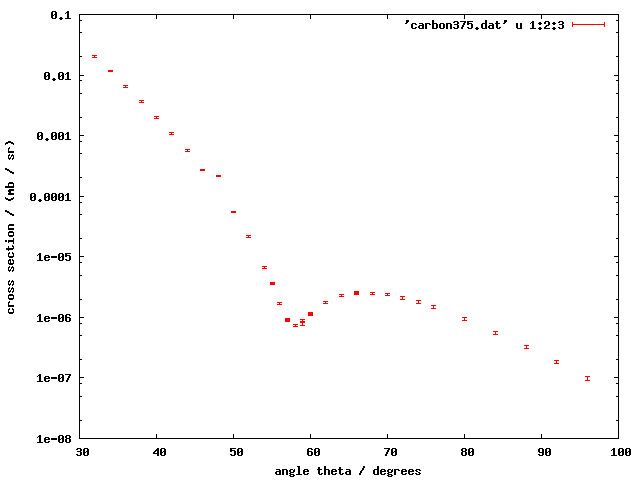 0.1
'carbon375.dat' u 1:2:3
0.01
0.001
0.0001
1e-05
1e-06
1e-07
1e-08
cross section / (mb / sr)
30 40 50 60 70 80 90 100
angle theta / degrees